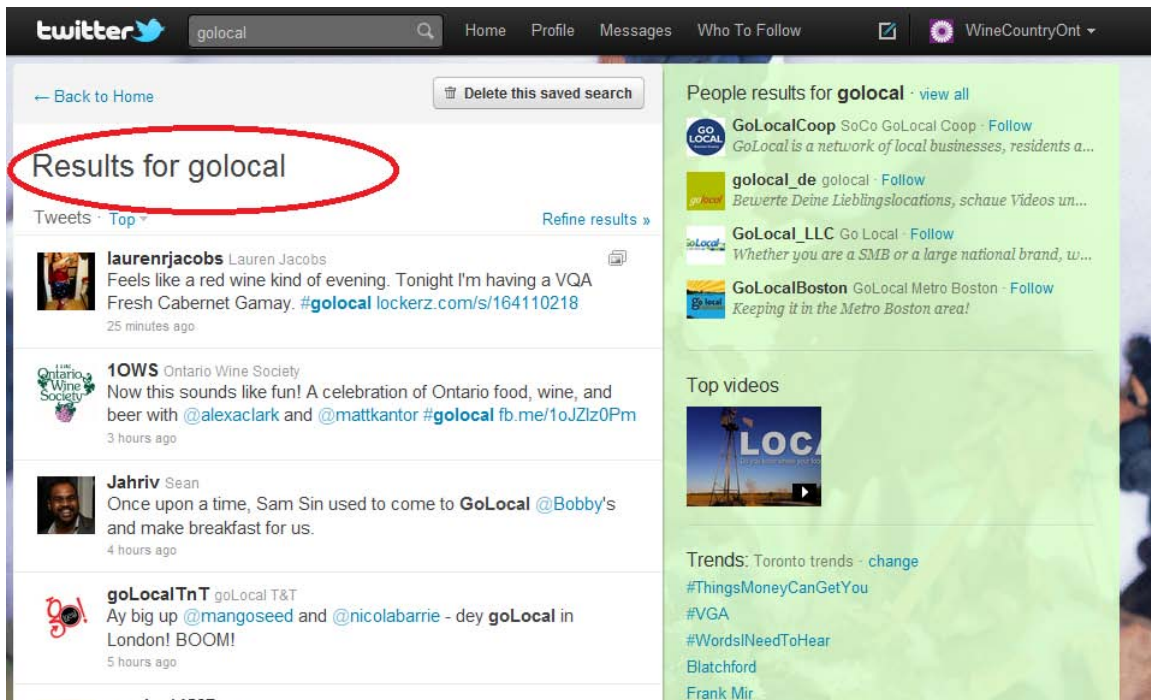 twitter
golocal
Home Profile Messages Who To Follow
WineCountryOnt
← Back to Home
Delete this saved search
Results for golocal
Tweets · Top
Refine results »
laurenrjacobs Lauren Jacobs
Feels like a red wine kind of evening. Tonight I'm having a VQA
Fresh Cabernet Gamay. #golocal lockerz.com/s/164110218
25 minutes ago
Ontario
Wine
Society
1OWS Ontario Wine Society
Now this sounds like fun! A celebration of Ontario food, wine, and
beer with @alexaclark and @mattkantor #golocal fb.me/1oJZlz0Pm
3 hours ago
Jahriv Sean
Once upon a time, Sam Sin used to come to GoLocal @Bobby's
and make breakfast for us.
4 hours ago
go!
goLocalTnT goLocal T&T
Ay big up @mangoseed and @nicolabarrie - dey goLocal in
London! BOOM!
5 hours ago
People results for golocal · view all
GO
LOCAL
GoLocalCoop SoCo GoLocal Coop · Follow
GoLocal is a network of local businesses, residents a...
golocal
golocal_de golocal · Follow
Bewerte Deine Lieblingslocations, schaue Videos un...
GoLocal_LLC Go Local · Follow
Whether you are a SMB or a large national brand, w...
go local
GoLocalBoston GoLocal Metro Boston · Follow
Keeping it in the Metro Boston area!
Top videos
LOCA
Trends: Toronto trends · change
#ThingsMoneyCanGetYou
#VGA
#WordsINeedToHear
Blatchford
Frank Mir